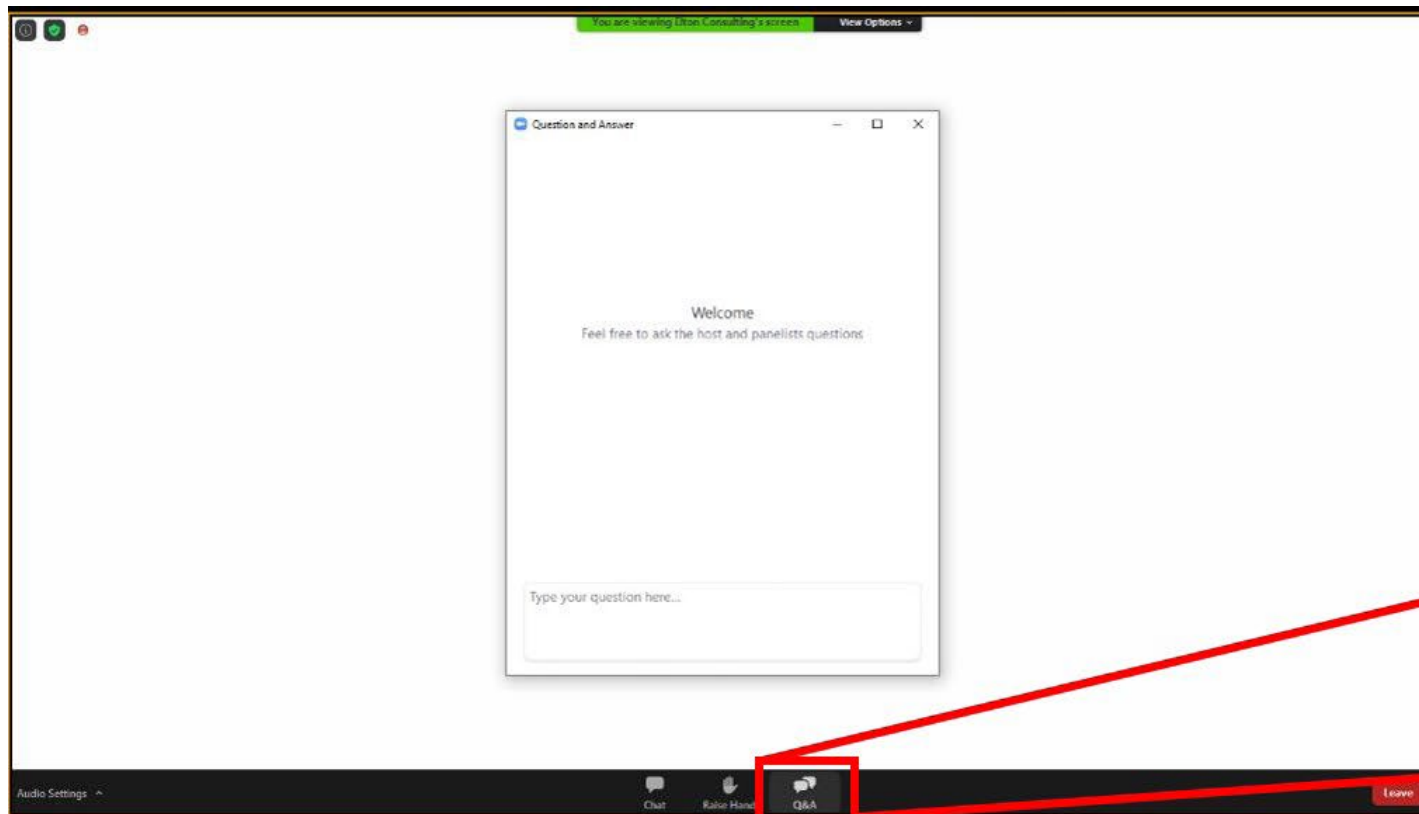 You are viewing Elton Consulting's screen View Options
Question and Answer
Welcome
Feel free to ask the host and panelists questions
Type your question here...
Audio Settings
Chat
Raise Hand
Q&A
Leave